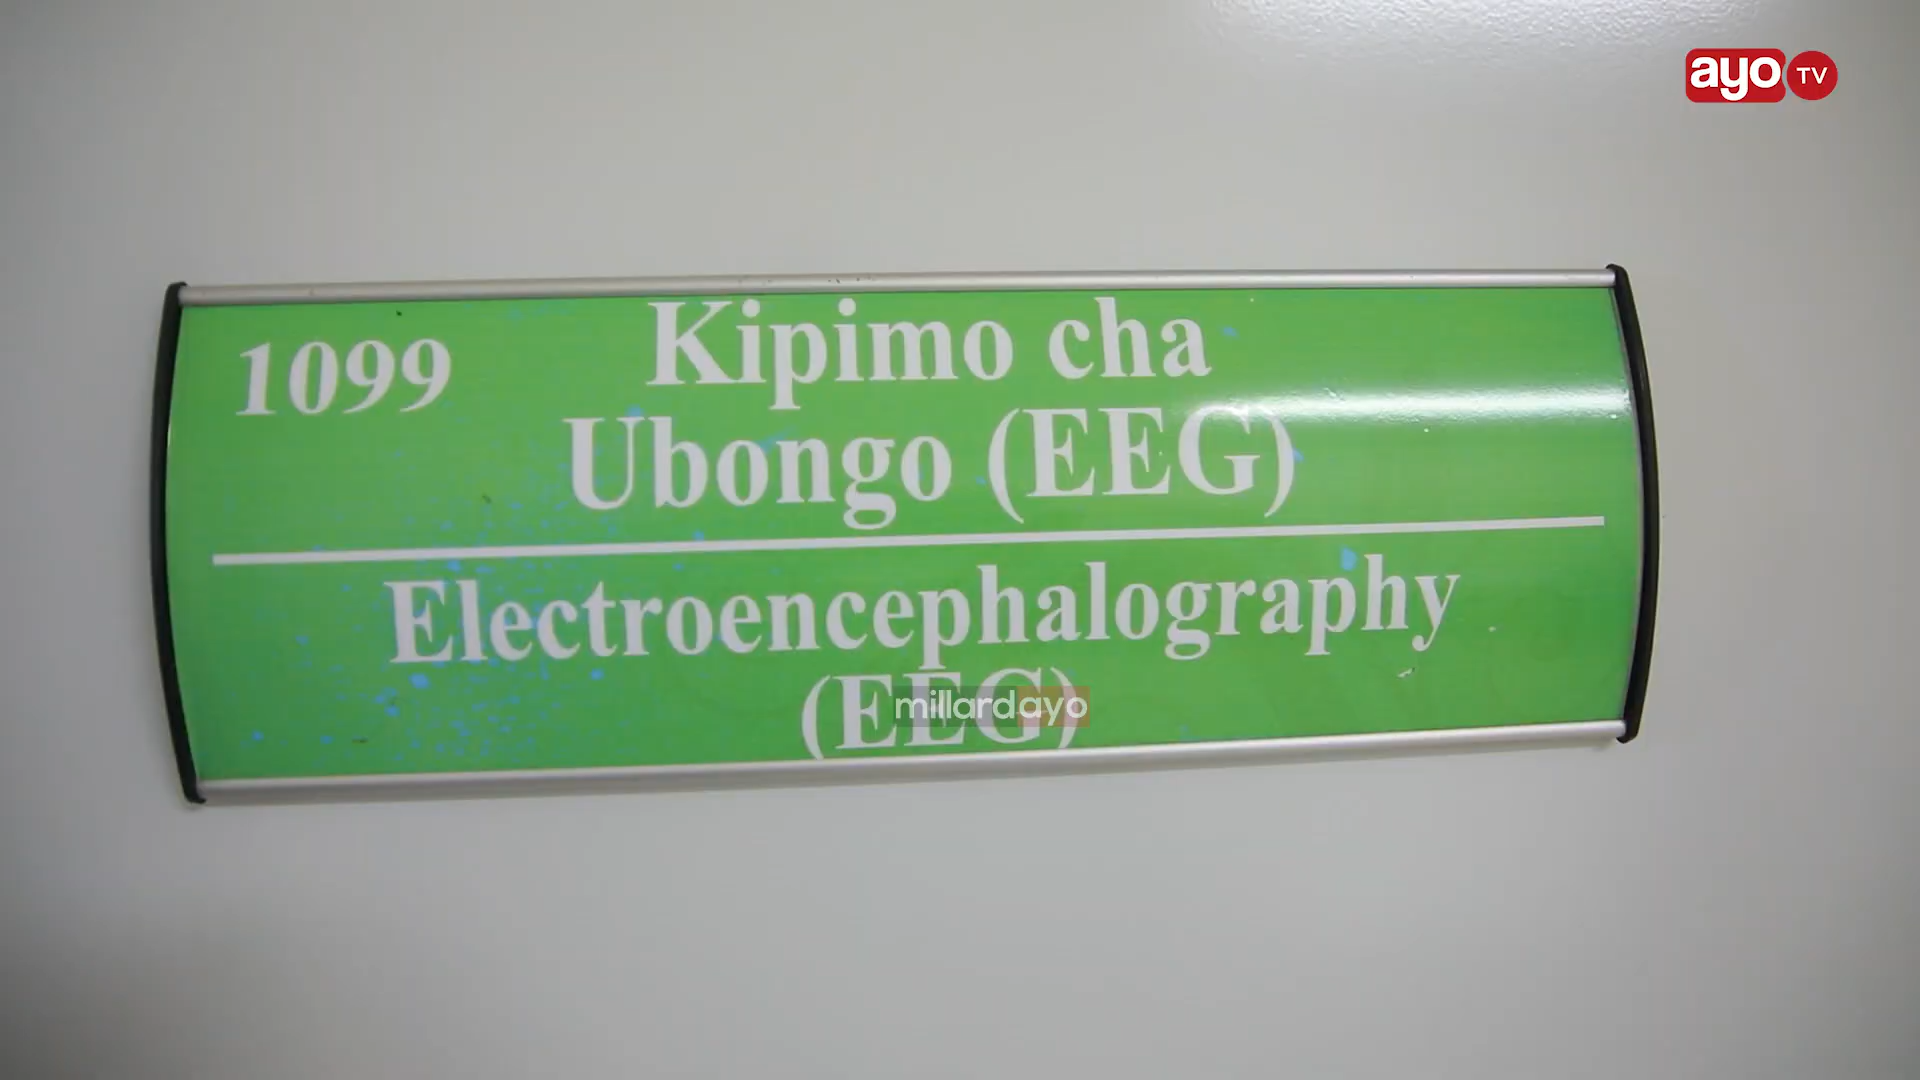 ayo TV
1099
Kipimo cha
Ubongo (EEG)
Electroencephalography
(EEG)
millardayo